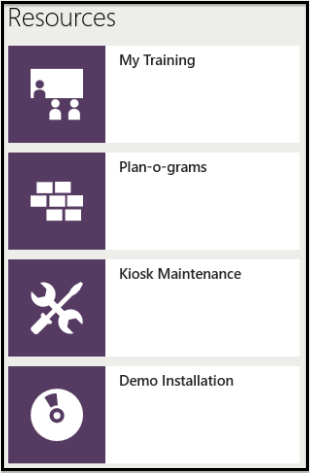 Resources
My Training
Plan-o-grams
Kiosk Maintenance
Demo Installation